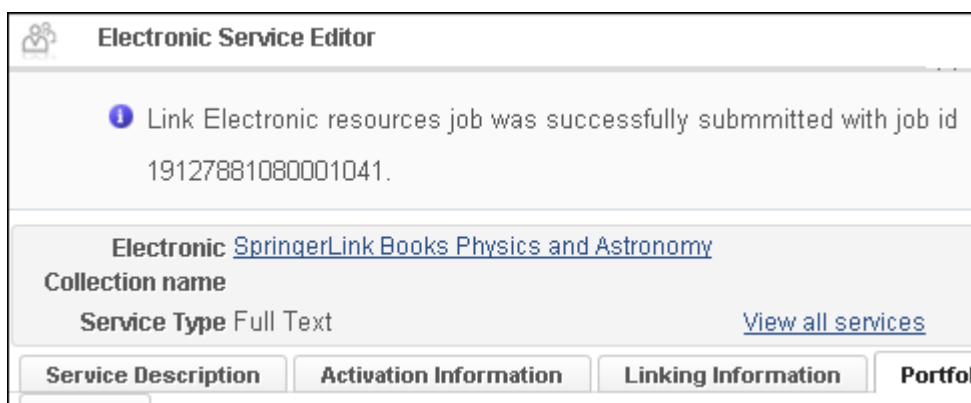 Electronic Service Editor
Link Electronic resources job was successfully submmitted with job id
19127881080001041.
Electronic SpringerLink Books Physics and Astronomy
Collection name
Service Type Full Text View all services
Service Description Activation Information Linking Information